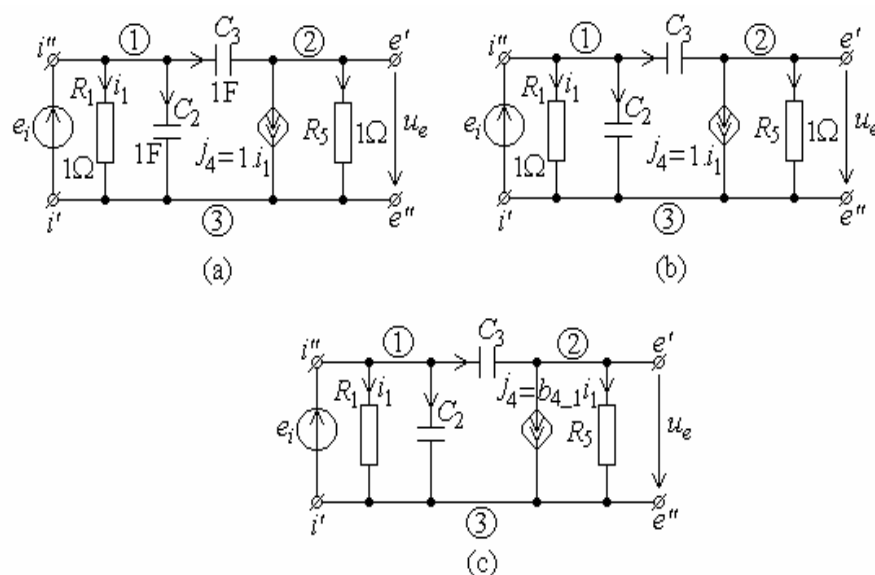 i" ① C₃ ② e'
R₁ i₁ 1F
C₂
eᵢ R₅ 1Ω uₑ
1Ω 1F j₄=1.i₁
i' ③ e"
(a)
i" ① C₃ ② e'
R₁ i₁
C₂
eᵢ R₅ 1Ω uₑ
1Ω j₄=1.i₁
i' ③ e"
(b)
i" ① C₃ ② e'
R₁ i₁ j₄=b₄_₁i₁
eᵢ C₂ R₅ uₑ
i' ③ e"
(c)